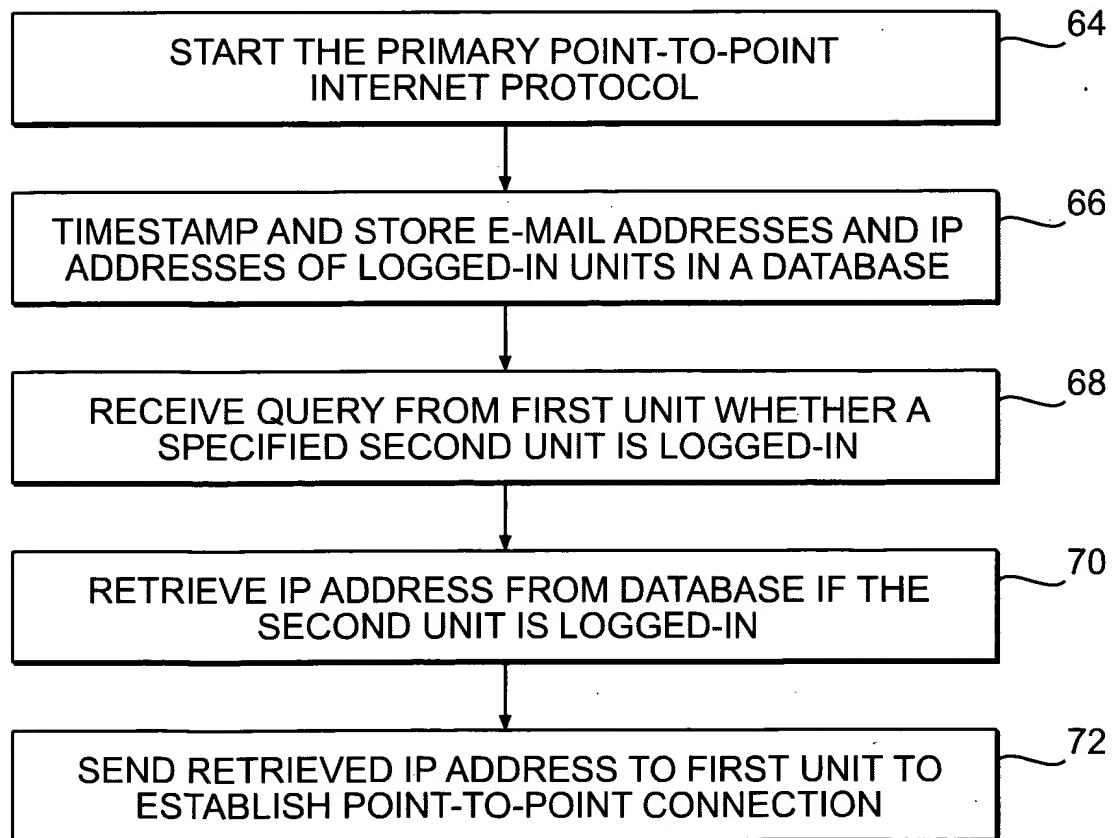 START THE PRIMARY POINT-TO-POINT
INTERNET PROTOCOL
64
TIMESTAMP AND STORE E-MAIL ADDRESSES AND IP
ADDRESSES OF LOGGED-IN UNITS IN A DATABASE
66
RECEIVE QUERY FROM FIRST UNIT WHETHER A
SPECIFIED SECOND UNIT IS LOGGED-IN
68
RETRIEVE IP ADDRESS FROM DATABASE IF THE
SECOND UNIT IS LOGGED-IN
70
SEND RETRIEVED IP ADDRESS TO FIRST UNIT TO
ESTABLISH POINT-TO-POINT CONNECTION
72